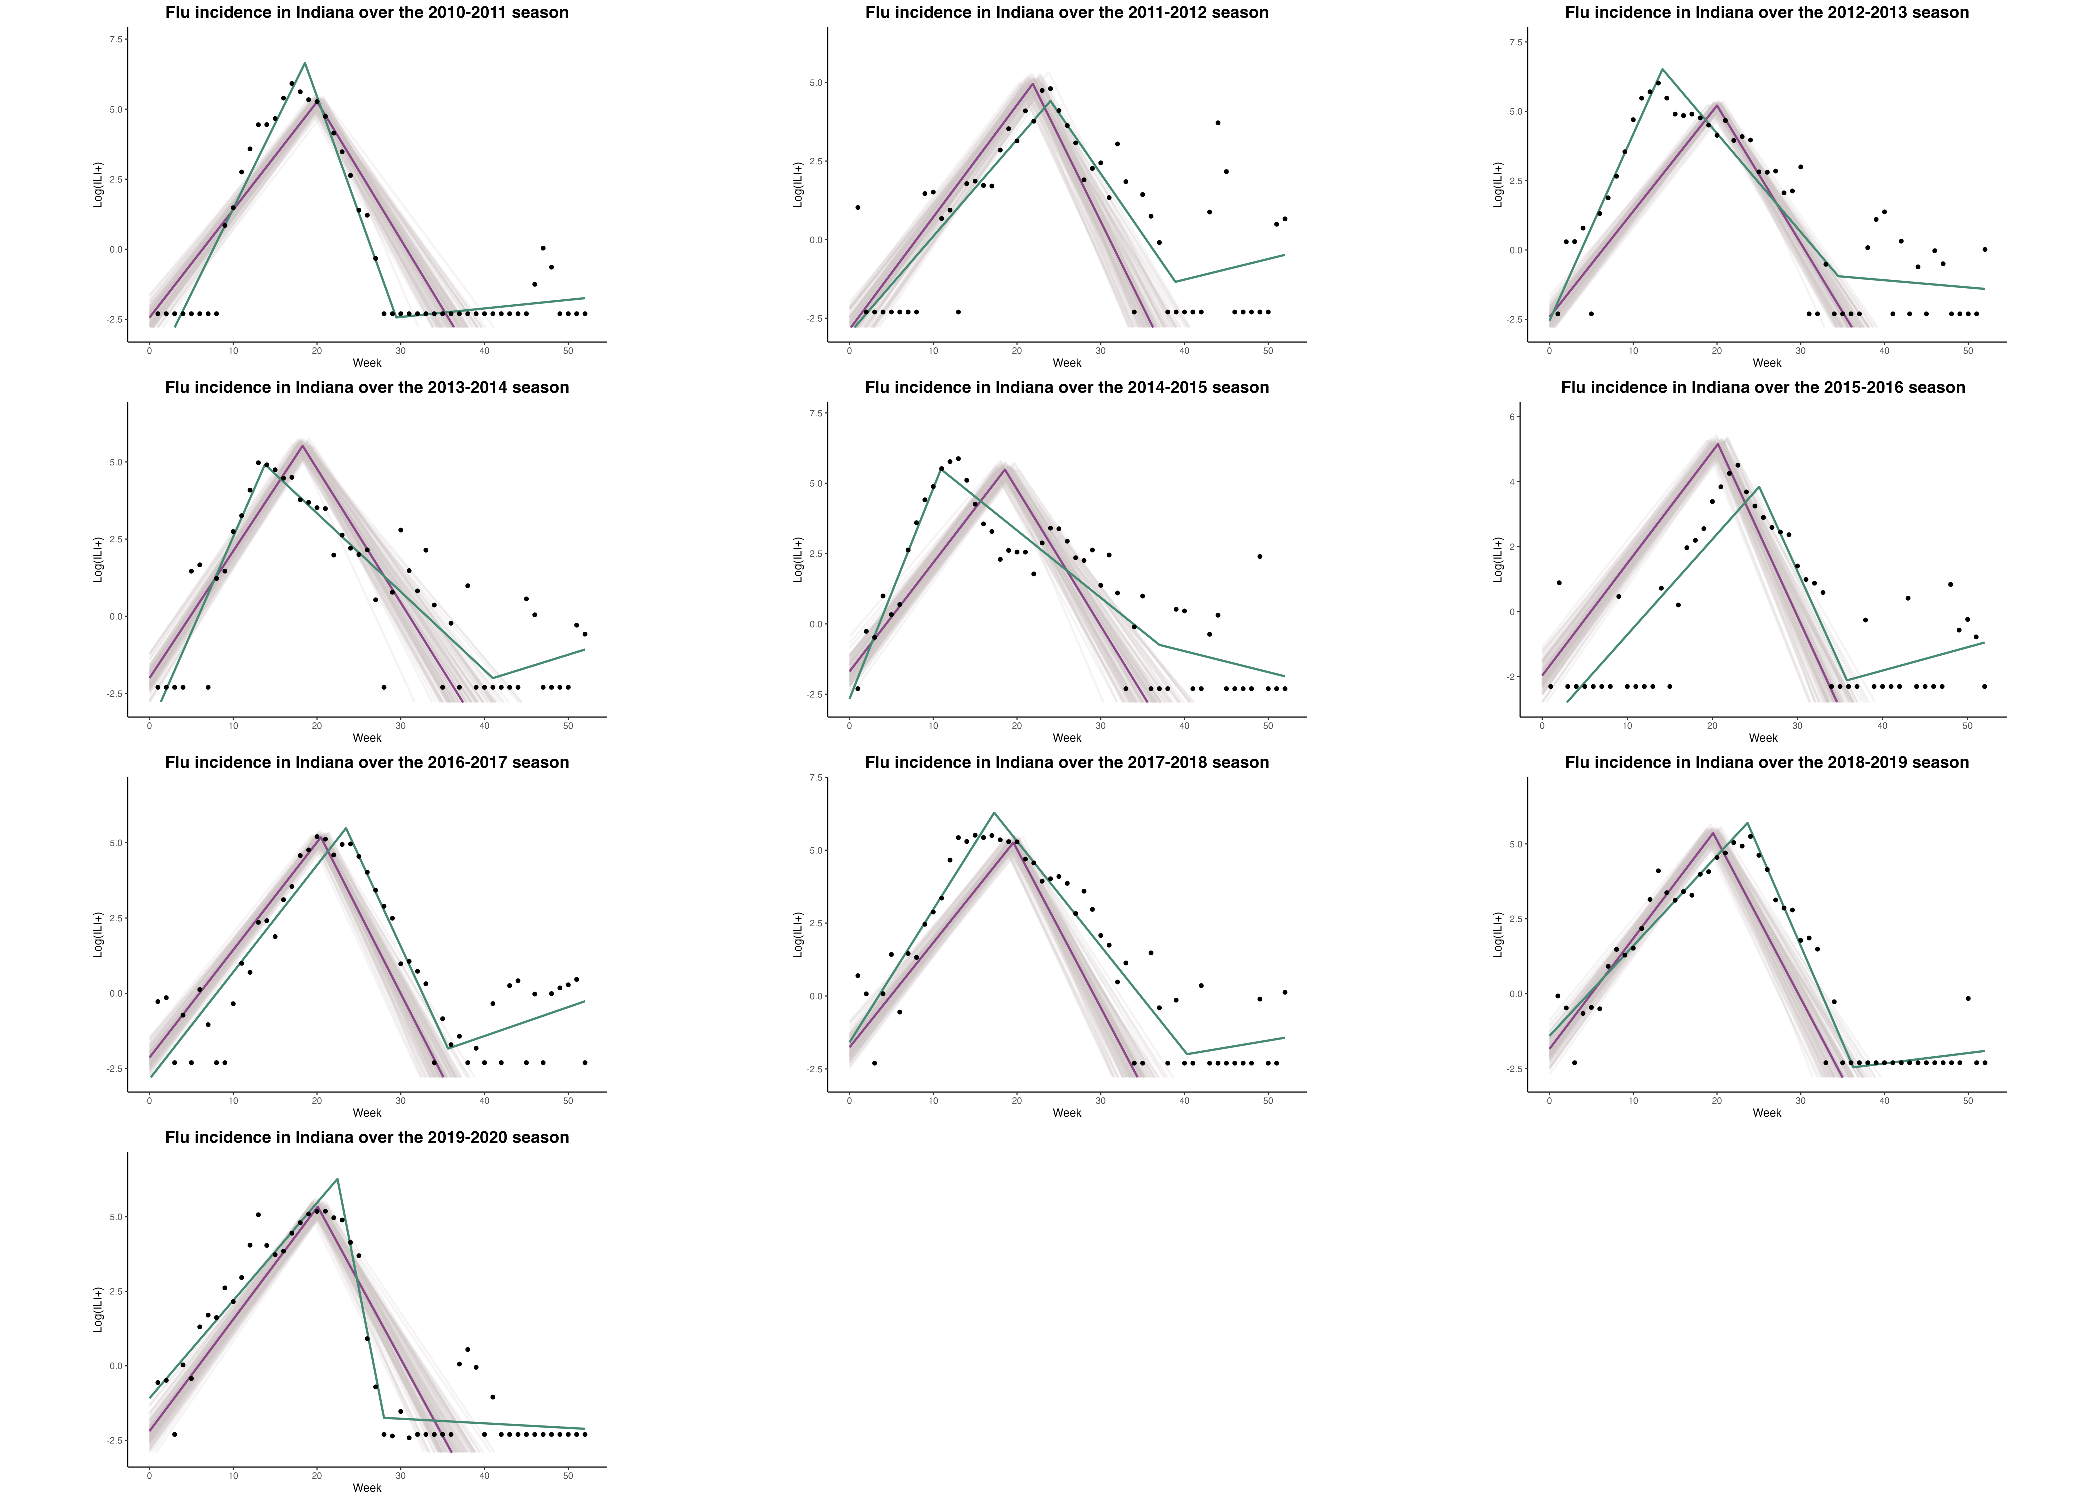 Flu incidence in Indiana over the 2010-2011 season
7.5
5.0
2.5
0.0
-2.5
Log(ILI+)
0 10 20 30 40 50
Week
Flu incidence in Indiana over the 2011-2012 season
5.0
2.5
0.0
-2.5
Log(ILI+)
0 10 20 30 40 50
Week
Flu incidence in Indiana over the 2012-2013 season
7.5
5.0
2.5
0.0
-2.5
Log(ILI+)
0 10 20 30 40 50
Week
Flu incidence in Indiana over the 2013-2014 season
5.0
2.5
0.0
-2.5
Log(ILI+)
0 10 20 30 40 50
Week
Flu incidence in Indiana over the 2014-2015 season
7.5
5.0
2.5
0.0
-2.5
Log(ILI+)
0 10 20 30 40 50
Week
Flu incidence in Indiana over the 2015-2016 season
6
4
2
0
-2
Log(ILI+)
0 10 20 30 40 50
Week
Flu incidence in Indiana over the 2016-2017 season
5.0
2.5
0.0
-2.5
Log(ILI+)
0 10 20 30 40 50
Week
Flu incidence in Indiana over the 2017-2018 season
7.5
5.0
2.5
0.0
-2.5
Log(ILI+)
0 10 20 30 40 50
Week
Flu incidence in Indiana over the 2018-2019 season
5.0
2.5
0.0
-2.5
Log(ILI+)
0 10 20 30 40 50
Week
Flu incidence in Indiana over the 2019-2020 season
5.0
2.5
0.0
-2.5
Log(ILI+)
0 10 20 30 40 50
Week